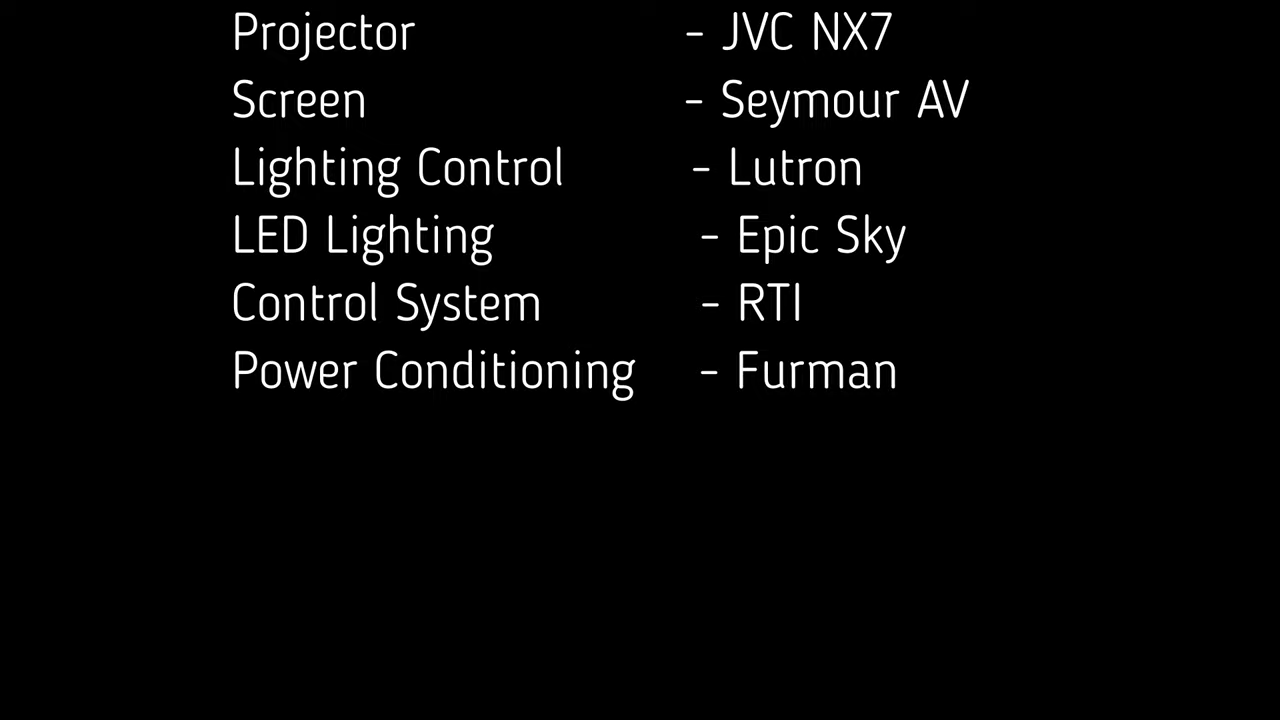 Projector - JVC NX7
Screen - Seymour AV
Lighting Control - Lutron
LED Lighting - Epic Sky
Control System - RTI
Power Conditioning - Furman